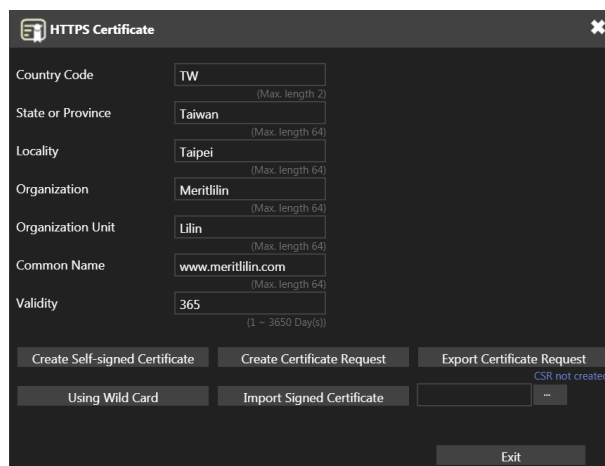 HTTPS Certificate
Country Code TW
(Max. length 2)
State or Province Taiwan
(Max. length 64)
Locality Taipei
(Max. length 64)
Organization Meritlilin
(Max. length 64)
Organization Unit Lilin
(Max. length 64)
Common Name www.meritlilin.com
(Max. length 64)
Validity 365
(1 ~ 3650 Day(s))
Create Self-signed Certificate Create Certificate Request Export Certificate Request
CSR not created
Using Wild Card Import Signed Certificate ...
Exit